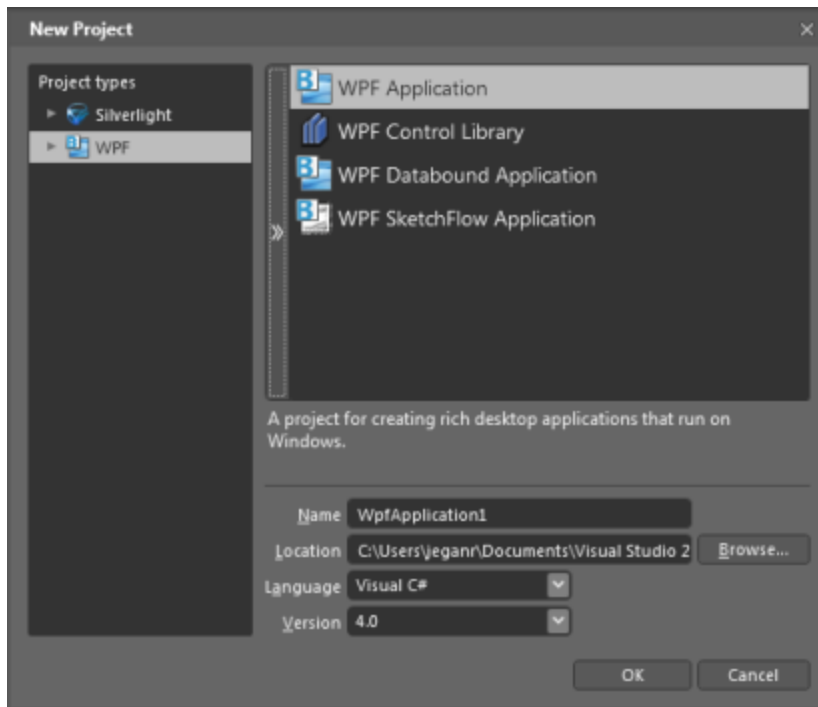 New Project
Project types
Silverlight
WPF
WPF Application
WPF Control Library
WPF Databound Application
WPF SketchFlow Application
A project for creating rich desktop applications that run on
Windows.
Name WpfApplication1
Location C:\Users\jeganr\Documents\Visual Studio 2 Browse...
Language Visual C#
Version 4.0
OK Cancel